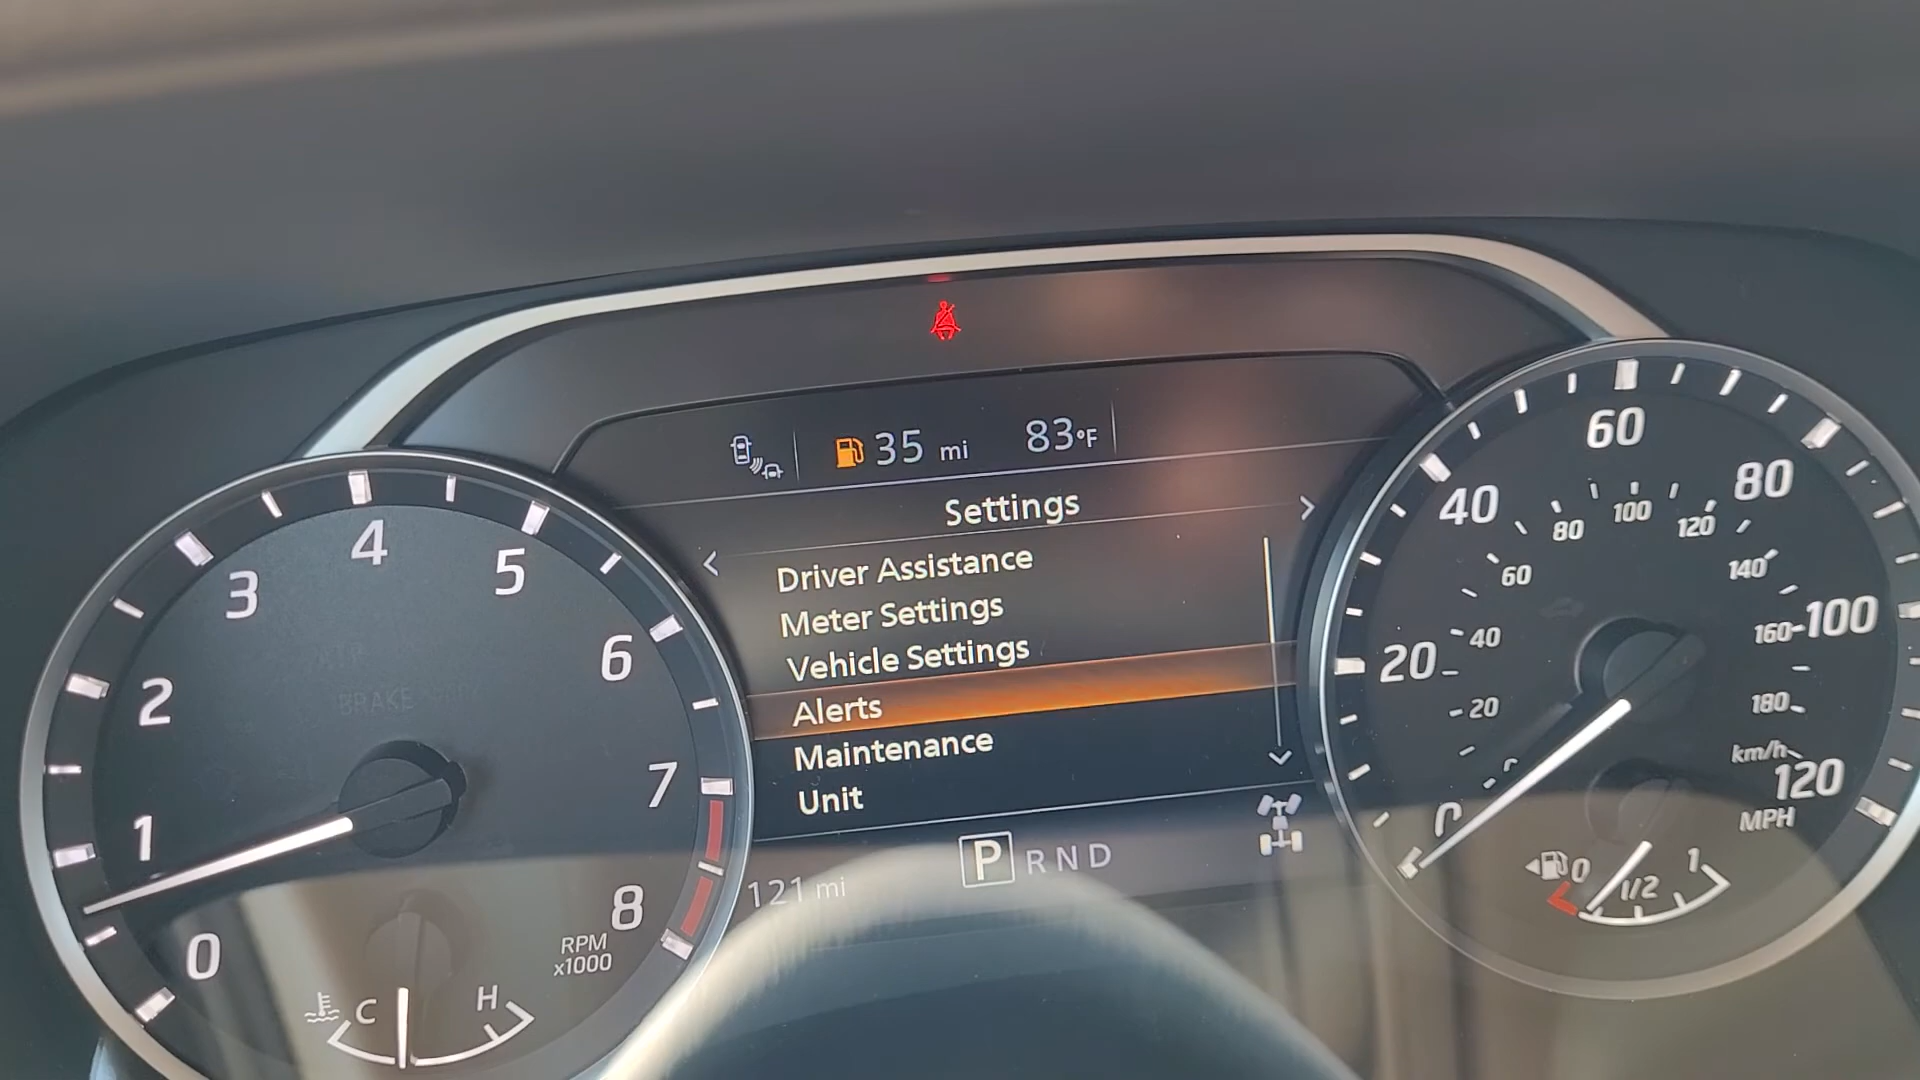 35 mi 83°F
Settings
Driver Assistance
Meter Settings
Vehicle Settings
Alerts
Maintenance
Unit
P R N D
121 mi
0 1 2 3 4 5 6 7 8
RPM
x1000
C H
BRAKE
0 20 40 60 80 100 120
MPH
0 20 40 60 80 100 120 140 160 180
km/h
0 1/2 1